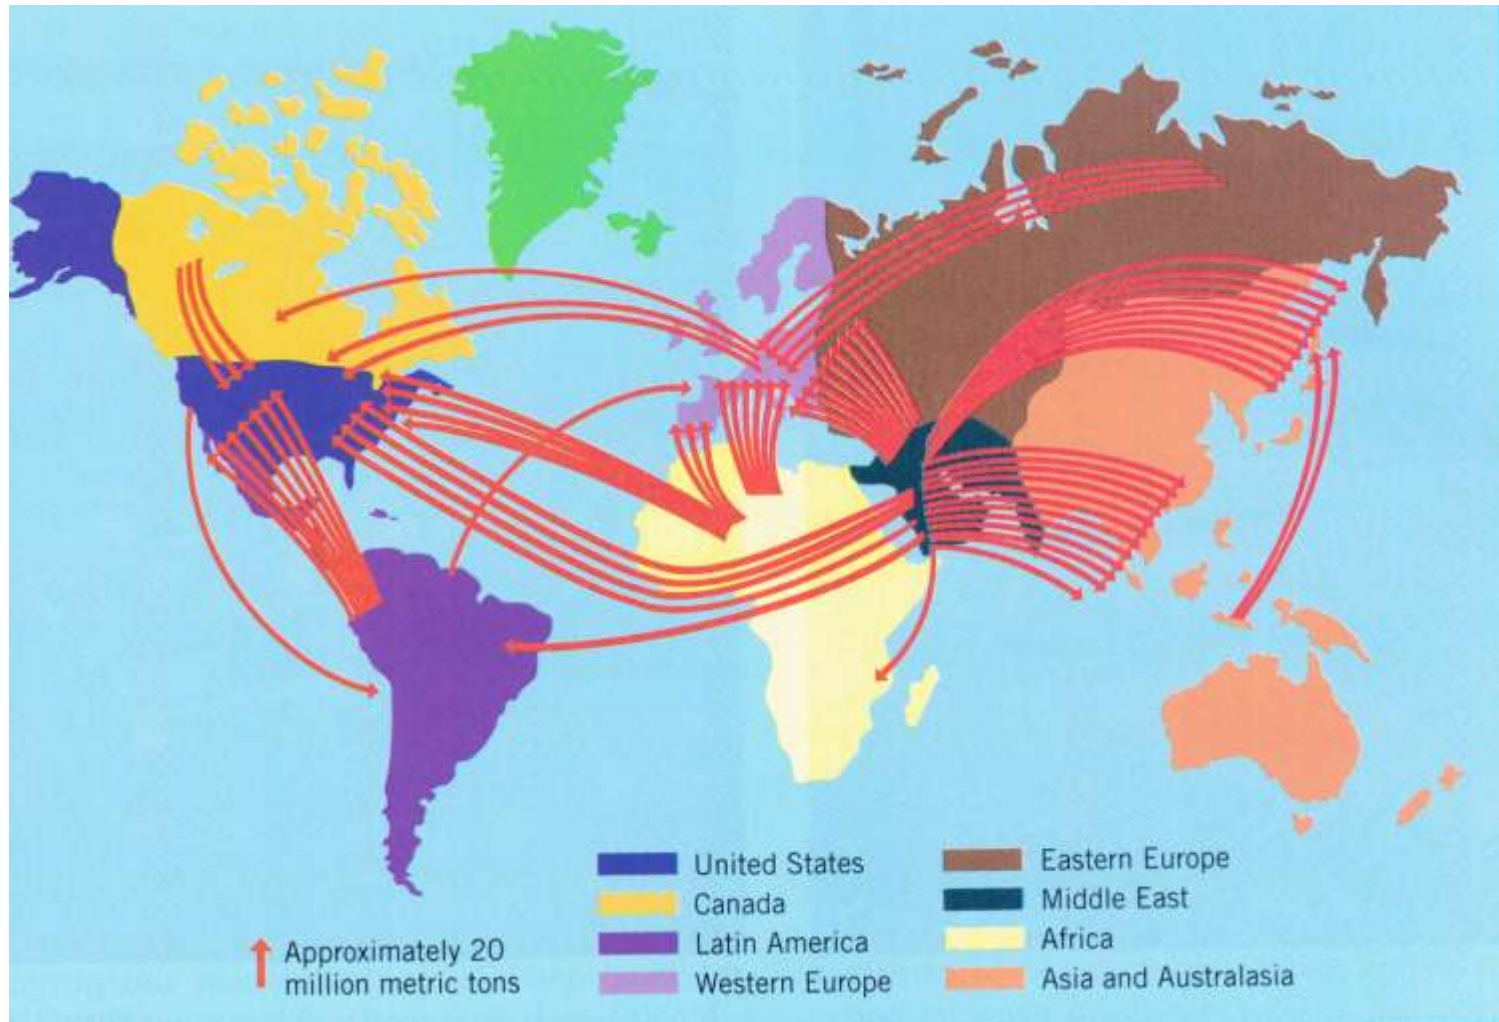 United States
Canada
Latin America
Western Europe
Eastern Europe
Middle East
Africa
Asia and Australasia
Approximately 20
million metric tons